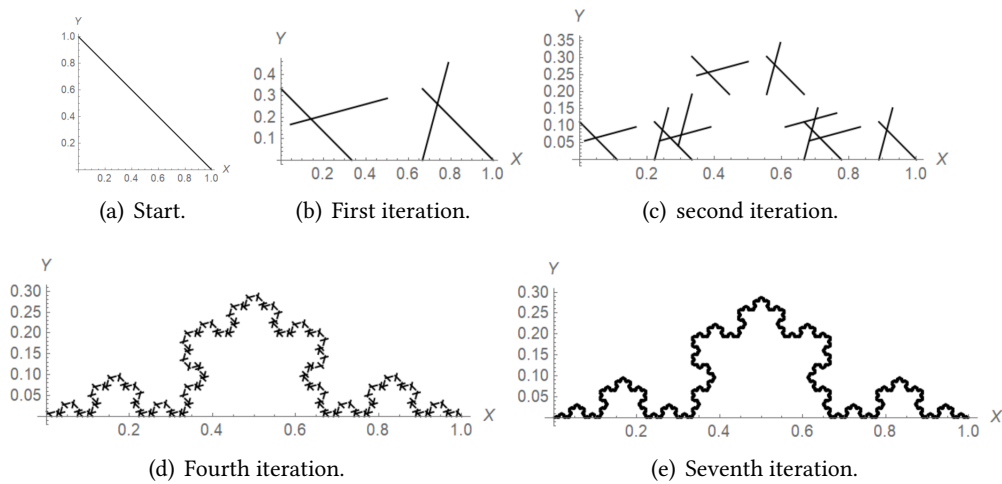 Y
1.0
0.8
0.6
0.4
0.2
0.2 0.4 0.6 0.8 1.0
X
(a) Start.
Y
0.4
0.3
0.2
0.1
0.2 0.4 0.6 0.8 1.0
X
(b) First iteration.
Y
0.35
0.30
0.25
0.20
0.15
0.10
0.05
0.2 0.4 0.6 0.8 1.0
X
(c) second iteration.
Y
0.30
0.25
0.20
0.15
0.10
0.05
0.2 0.4 0.6 0.8 1.0
X
(d) Fourth iteration.
Y
0.30
0.25
0.20
0.15
0.10
0.05
0.2 0.4 0.6 0.8 1.0
X
(e) Seventh iteration.